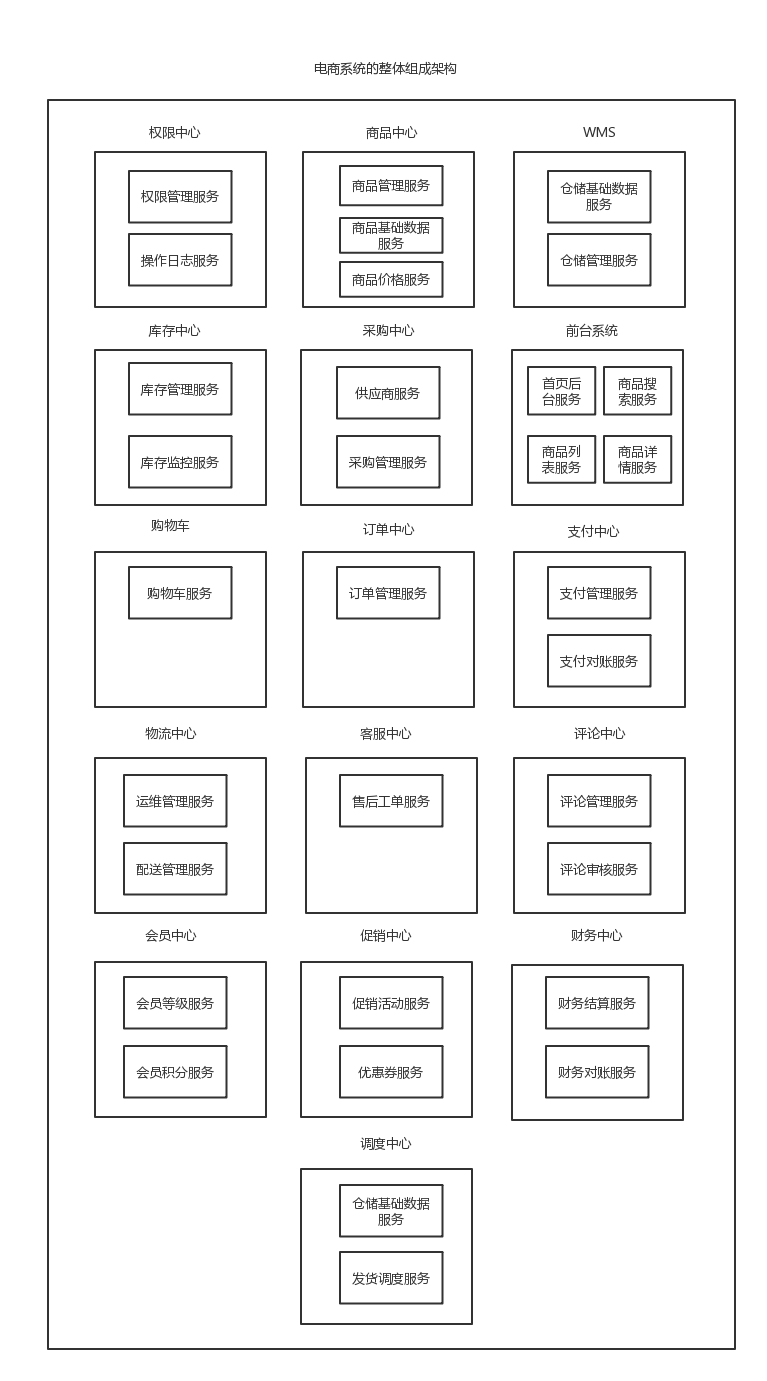 电商系统的整体组成架构
权限中心
权限管理服务
操作日志服务
商品中心
商品管理服务
商品基础数据
服务
商品价格服务
WMS
仓储基础数据
服务
仓储管理服务
库存中心
库存管理服务
库存监控服务
采购中心
供应商服务
采购管理服务
前台系统
首页后
台服务
商品搜
索服务
商品列
表服务
商品详
情服务
购物车
购物车服务
订单中心
订单管理服务
支付中心
支付管理服务
支付对账服务
物流中心
运维管理服务
配送管理服务
客服中心
售后工单服务
评论中心
评论管理服务
评论审核服务
会员中心
会员等级服务
会员积分服务
促销中心
促销活动服务
优惠券服务
财务中心
财务结算服务
财务对账服务
调度中心
仓储基础数据
服务
发货调度服务